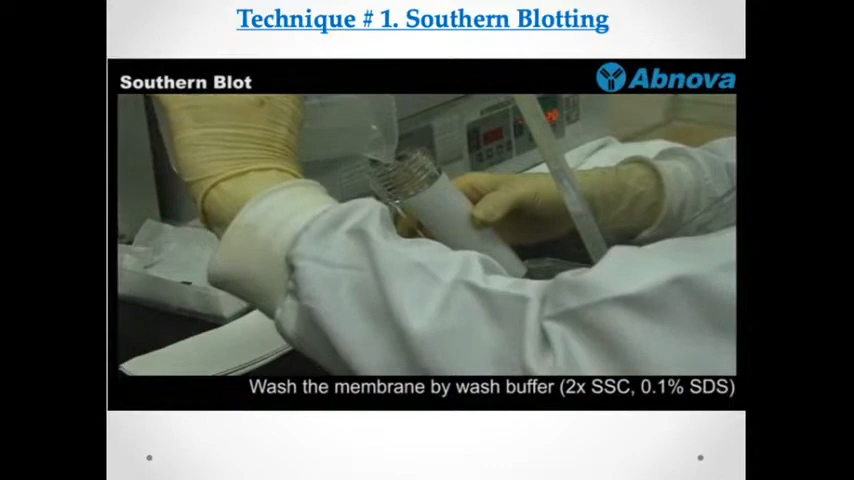 Technique # 1. Southern Blotting
Southern Blot
Abnova
Wash the membrane by wash buffer (2x SSC, 0.1% SDS)